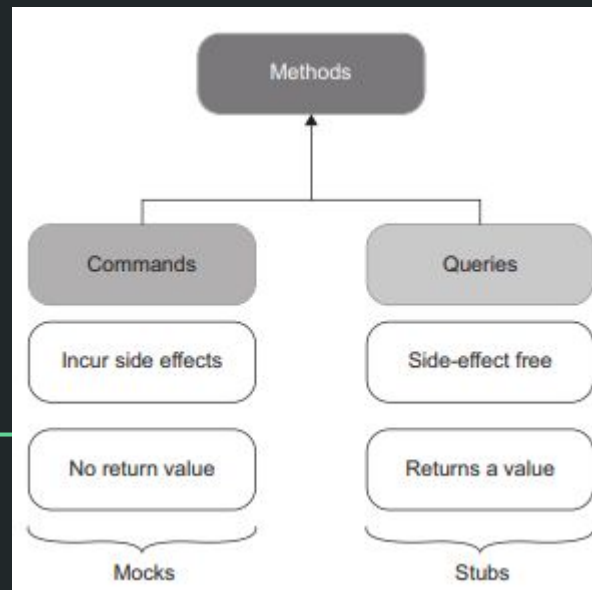 Methods
Commands
Queries
Incur side effects
Side-effect free
No return value
Returns a value
Mocks
Stubs